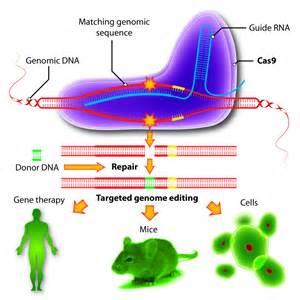 Matching genomic
sequence
Guide RNA
Genomic DNA
Cas9
Donor DNA
Repair
Targeted genome editing
Gene therapy
Mice
Cells